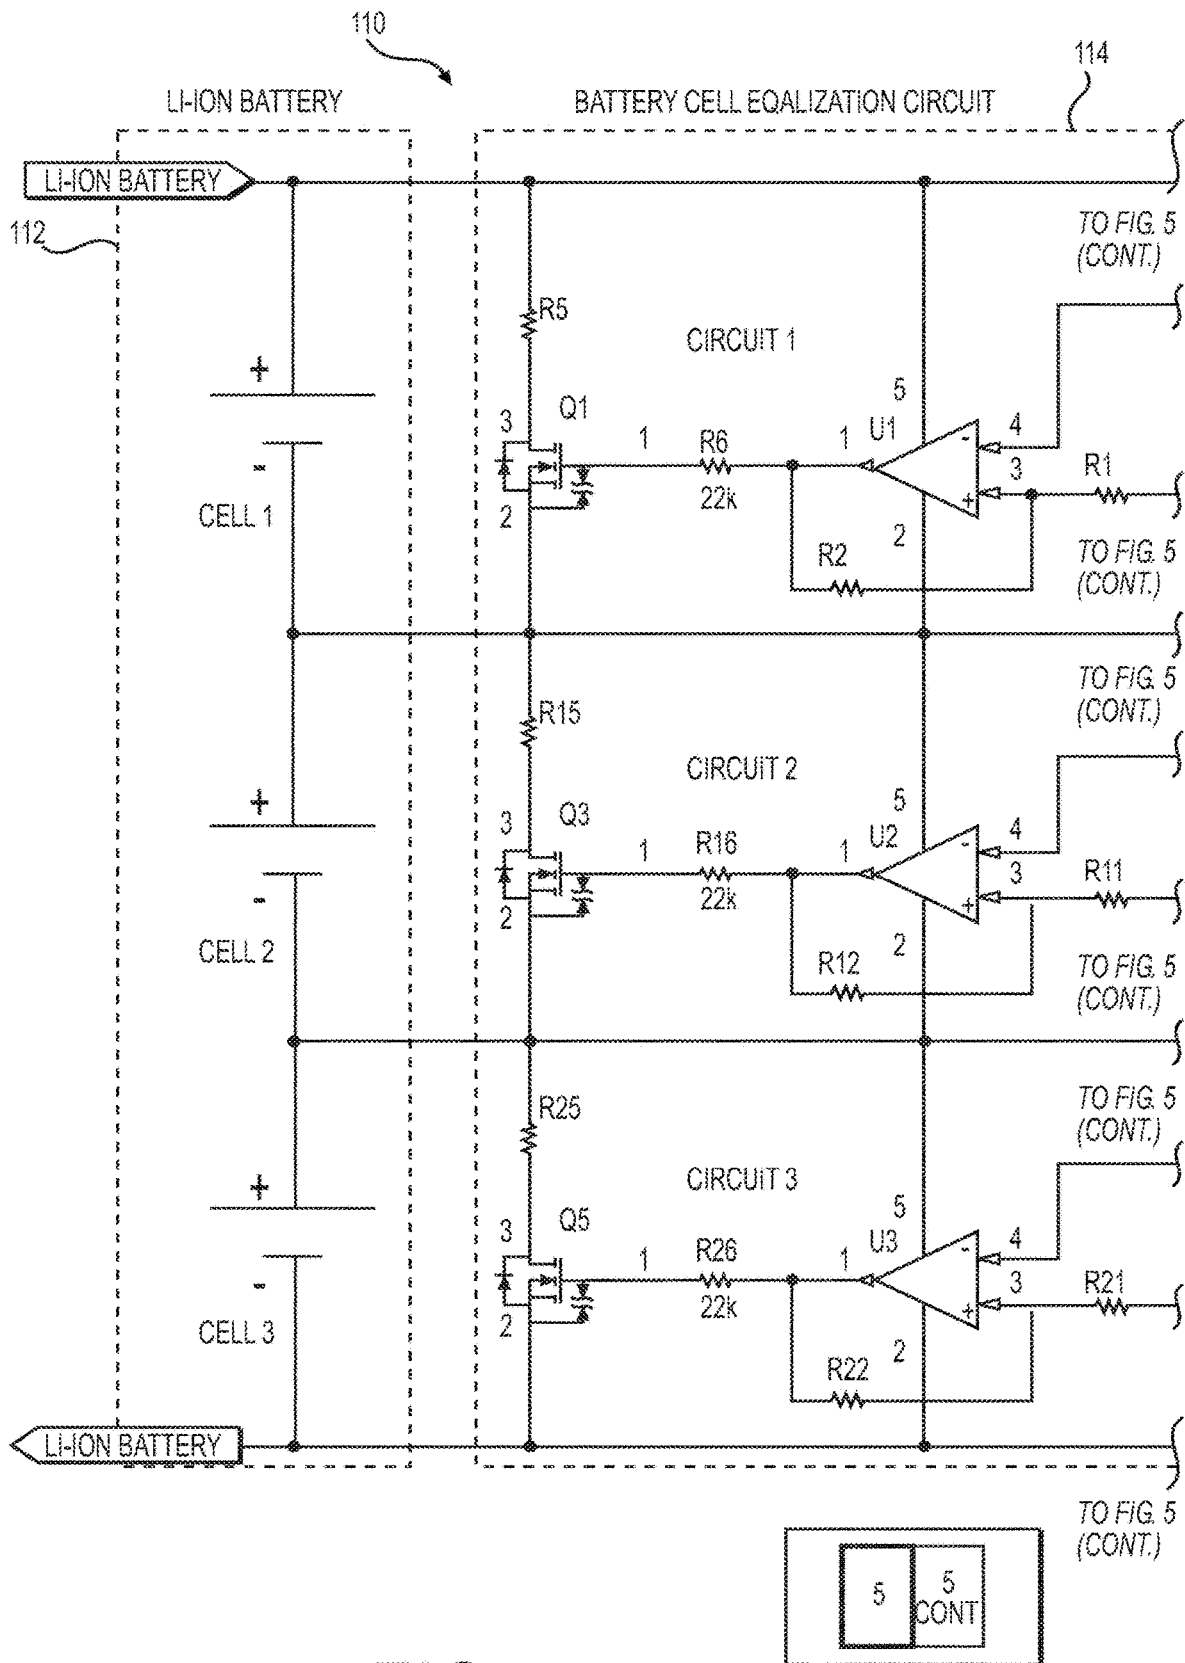 110
114
LI-ION BATTERY
BATTERY CELL EQALIZATION CIRCUIT
LI-ION BATTERY
112
TO FIG. 5
(CONT.)
R5
CIRCUIT 1
+
5
3
Q1
1
R6
1
U1
-
4
3
R1
-
22k
+
CELL 1
2
2
R2
TO FIG. 5
(CONT.)
TO FIG. 5
(CONT.)
R15
CIRCUIT 2
+
5
3
Q3
1
R16
1
U2
-
4
3
R11
-
22k
+
2
2
CELL 2
R12
TO FIG. 5
(CONT.)
TO FIG. 5
(CONT.)
R25
CIRCUIT 3
+
5
3
Q5
1
R26
1
U3
-
4
3
R21
-
22k
+
CELL 3
2
2
R22
LI-ION BATTERY
TO FIG. 5
(CONT.)
5
5
CONT